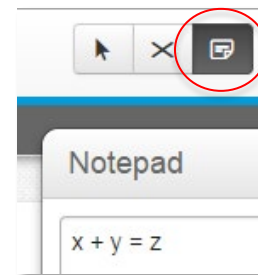 Notepad
x + y = z